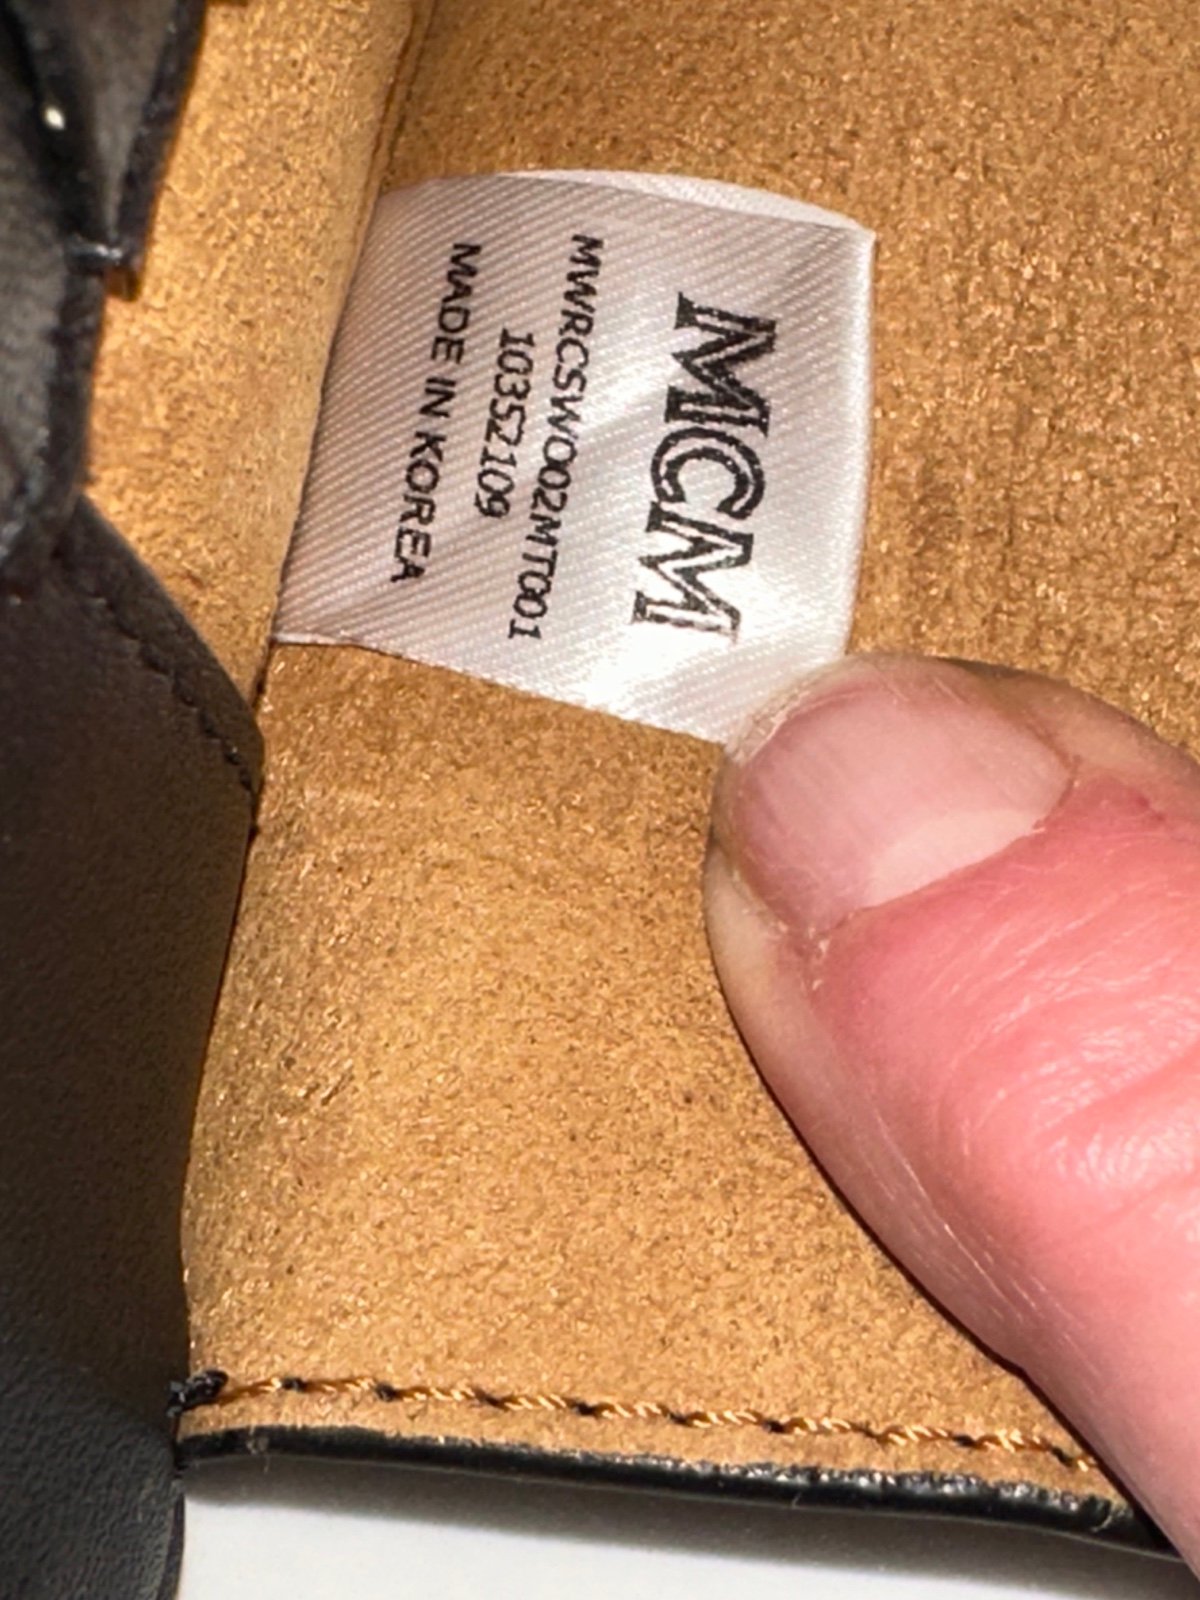 MCM
MWRCSWO02MT001
10352109
MADE IN KOREA